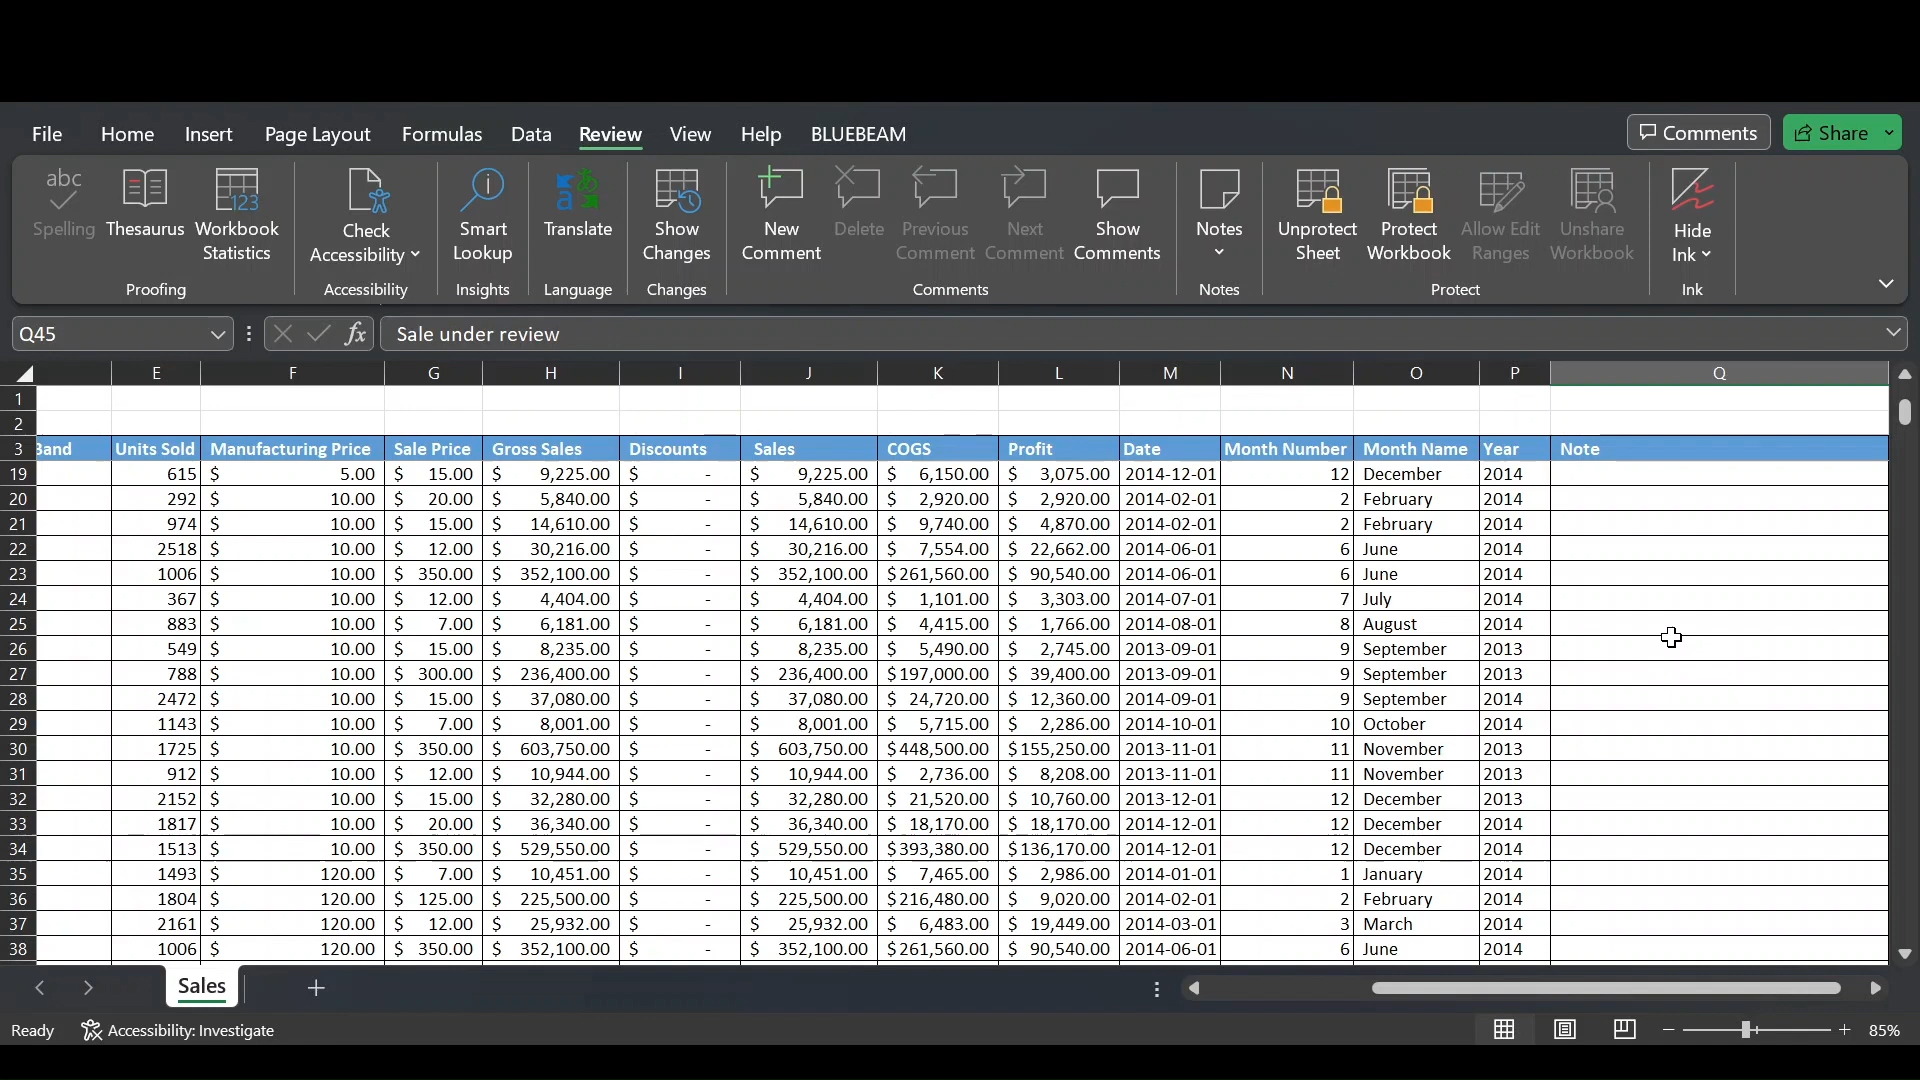 File Home Insert Page Layout Formulas Data Review View Help BLUEBEAM Comments Share
abc
Spelling Thesaurus Workbook Statistics
123
Check Accessibility
Smart Lookup
Translate
Show Changes
New Comment Delete Previous Comment Next Comment Show Comments
Notes
Unprotect Sheet Protect Workbook Allow Edit Ranges Unshare Workbook
Hide Ink
Proofing Accessibility Insights Language Changes Comments Notes Protect Ink
Q45 fx Sale under review
E F G H I J K L M N O P Q
1
2
3 Band Units Sold Manufacturing Price Sale Price Gross Sales Discounts Sales COGS Profit Date Month Number Month Name Year Note
19 615 $ 5.00 $ 15.00 $ 9,225.00 $ - $ 9,225.00 $ 6,150.00 $ 3,075.00 2014-12-01 12 December 2014
20 292 $ 10.00 $ 20.00 $ 5,840.00 $ - $ 5,840.00 $ 2,920.00 $ 2,920.00 2014-02-01 2 February 2014
21 974 $ 10.00 $ 15.00 $ 14,610.00 $ - $ 14,610.00 $ 9,740.00 $ 4,870.00 2014-02-01 2 February 2014
22 2518 $ 10.00 $ 12.00 $ 30,216.00 $ - $ 30,216.00 $ 7,554.00 $ 22,662.00 2014-06-01 6 June 2014
23 1006 $ 10.00 $ 350.00 $ 352,100.00 $ - $ 352,100.00 $261,560.00 $ 90,540.00 2014-06-01 6 June 2014
24 367 $ 10.00 $ 12.00 $ 4,404.00 $ - $ 4,404.00 $ 1,101.00 $ 3,303.00 2014-07-01 7 July 2014
25 883 $ 10.00 $ 7.00 $ 6,181.00 $ - $ 6,181.00 $ 4,415.00 $ 1,766.00 2014-08-01 8 August 2014
26 549 $ 10.00 $ 15.00 $ 8,235.00 $ - $ 8,235.00 $ 5,490.00 $ 2,745.00 2013-09-01 9 September 2013
27 788 $ 10.00 $ 300.00 $ 236,400.00 $ - $ 236,400.00 $197,000.00 $ 39,400.00 2013-09-01 9 September 2013
28 2472 $ 10.00 $ 15.00 $ 37,080.00 $ - $ 37,080.00 $ 24,720.00 $ 12,360.00 2014-09-01 9 September 2014
29 1143 $ 10.00 $ 7.00 $ 8,001.00 $ - $ 8,001.00 $ 5,715.00 $ 2,286.00 2014-10-01 10 October 2014
30 1725 $ 10.00 $ 350.00 $ 603,750.00 $ - $ 603,750.00 $448,500.00 $155,250.00 2013-11-01 11 November 2013
31 912 $ 10.00 $ 12.00 $ 10,944.00 $ - $ 10,944.00 $ 2,736.00 $ 8,208.00 2013-11-01 11 November 2013
32 2152 $ 10.00 $ 15.00 $ 32,280.00 $ - $ 32,280.00 $ 21,520.00 $ 10,760.00 2013-12-01 12 December 2013
33 1817 $ 10.00 $ 20.00 $ 36,340.00 $ - $ 36,340.00 $ 18,170.00 $ 18,170.00 2014-12-01 12 December 2014
34 1513 $ 10.00 $ 350.00 $ 529,550.00 $ - $ 529,550.00 $393,380.00 $136,170.00 2014-12-01 12 December 2014
35 1493 $ 120.00 $ 7.00 $ 10,451.00 $ - $ 10,451.00 $ 7,465.00 $ 2,986.00 2014-01-01 1 January 2014
36 1804 $ 120.00 $ 125.00 $ 225,500.00 $ - $ 225,500.00 $216,480.00 $ 9,020.00 2014-02-01 2 February 2014
37 2161 $ 120.00 $ 12.00 $ 25,932.00 $ - $ 25,932.00 $ 6,483.00 $ 19,449.00 2014-03-01 3 March 2014
38 1006 $ 120.00 $ 350.00 $ 352,100.00 $ - $ 352,100.00 $261,560.00 $ 90,540.00 2014-06-01 6 June 2014
Sales
Ready Accessibility: Investigate 85%